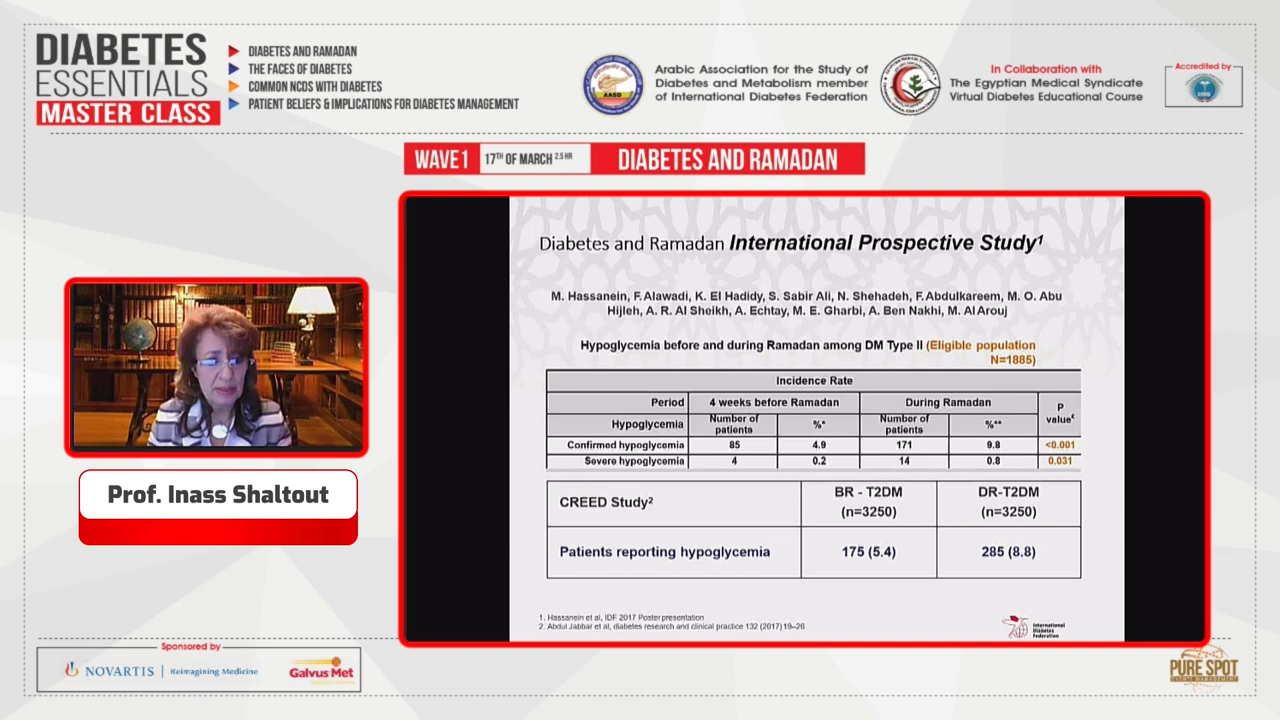 DIABETES
ESSENTIALS
MASTER CLASS
DIABETES AND RAMADAN
THE FACES OF DIABETES
COMMON NCDS WITH DIABETES
PATIENT BELIEFS & IMPLICATIONS FOR DIABETES MANAGEMENT
Arabic Association for the Study of
Diabetes and Metabolism member
of International Diabetes Federation
In Collaboration with
The Egyptian Medical Syndicate
Virtual Diabetes Educational Course
Accredited by
WAVE1 17TH OF MARCH 2.5 HR DIABETES AND RAMADAN
Diabetes and Ramadan International Prospective Study1
M. Hassanein, F. Alawadi, K. El Hadidy, S. Sabir Ali, N. Shehadeh, F. Abdulkareem, M. O. Abu
Hijleh, A. R. Al Sheikh, A. Echtay, M. E. Gharbi, A. Ben Nakhi, M. Al Arouj
Hypoglycemia before and during Ramadan among DM Type II (Eligible population
N=1885)
Incidence Rate
Period 4 weeks before Ramadan During Ramadan P value€
Hypoglycemia Number of patients %* Number of patients %**
Confirmed hypoglycemia 85 4.9 171 9.8 <0.001
Severe hypoglycemia 4 0.2 14 0.8 0.031
CREED Study2 BR - T2DM (n=3250) DR-T2DM (n=3250)
Patients reporting hypoglycemia 175 (5.4) 285 (8.8)
1. Hassanein et al, IDF 2017 Poster presentation
2. Abdul Jabbar et al, diabetes research and clinical practice 132 (2017) 19–26
International
Diabetes
Federation
Prof. Inass Shaltout
Sponsored by
NOVARTIS | Reimagining Medicine
Galvus Met
PURE SPOT